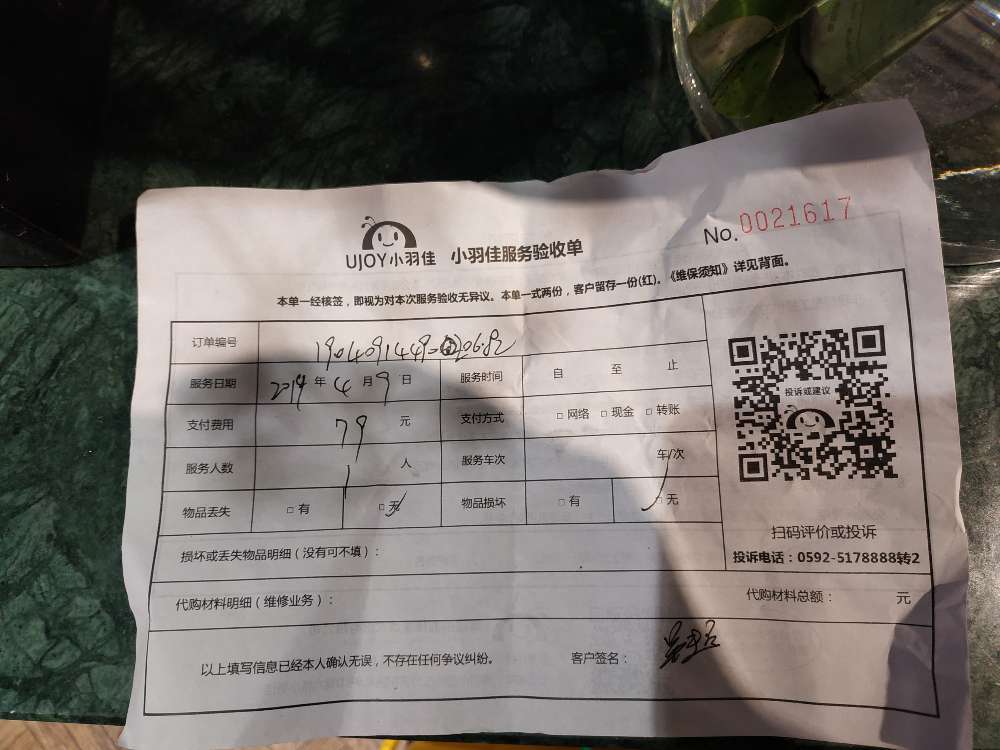 UJOY小羽佳 小羽佳服务验收单 No.0021617
本单一经核签，即视为对本次服务验收无异议。本单一式两份，客户留存一份(红)。《维保须知》详见背面。
订单编号
服务日期 2019 年 4 月 9 日 服务时间 自 至 止
支付费用 79 元 支付方式 □ 网络 □ 现金 □ 转账
服务人数 1 人 服务车次 车/次
物品丢失 □ 有 □ 无 物品损坏 □ 有 □ 无
投诉或建议
扫码评价或投诉
投诉电话：0592-5178888转2
损坏或丢失物品明细（没有可不填）：
代购材料明细（维修业务）： 代购材料总额： 元
以上填写信息已经本人确认无误，不存在任何争议纠纷。 客户签名：